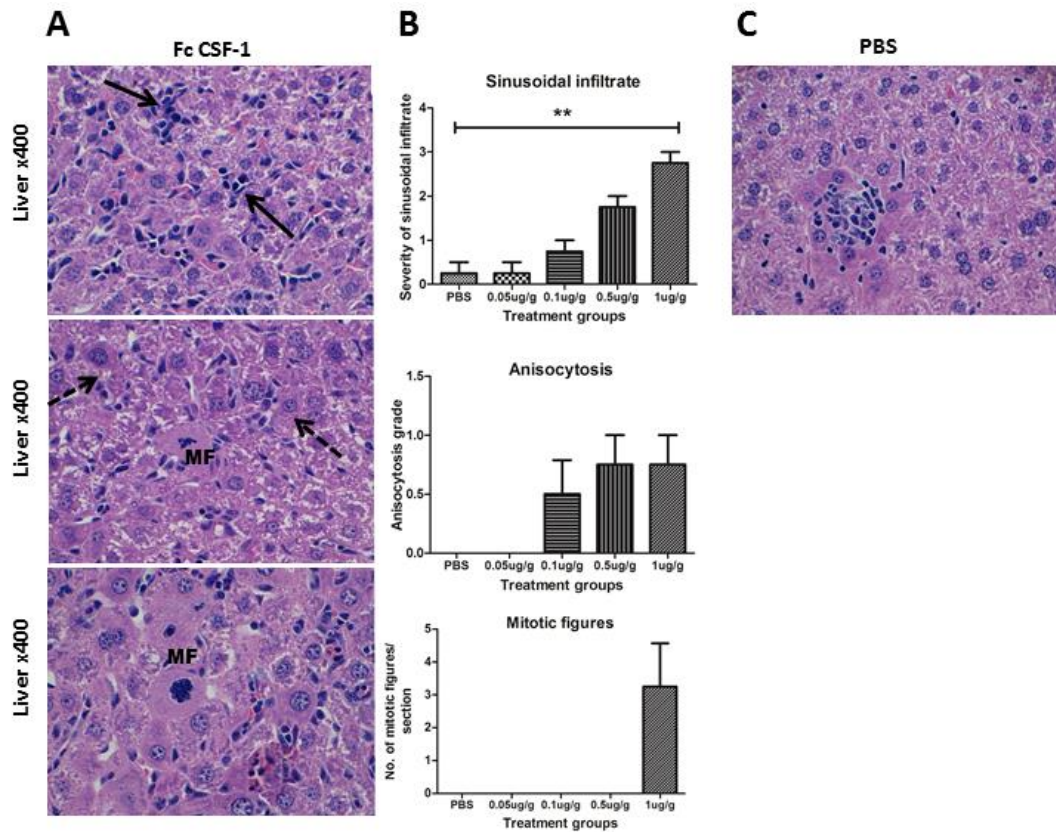 A
Fc CSF-1
Liver x400
Liver x400
MF
Liver x400
MF
B
Sinusoidal infiltrate
Severity of sinusoidal infiltrate
4
3
2
1
0
**
PBS 0.05ug/g 0.1ug/g 0.5ug/g 1ug/g
Treatment groups
Anisocytosis
Anisocytosis grade
1.5
1.0
0.5
0.0
PBS 0.05ug/g 0.1ug/g 0.5ug/g 1ug/g
Treatment groups
Mitotic figures
No. of mitotic figures/
section
5
4
3
2
1
0
PBS 0.05ug/g 0.1ug/g 0.5ug/g 1ug/g
Treatment groups
C
PBS